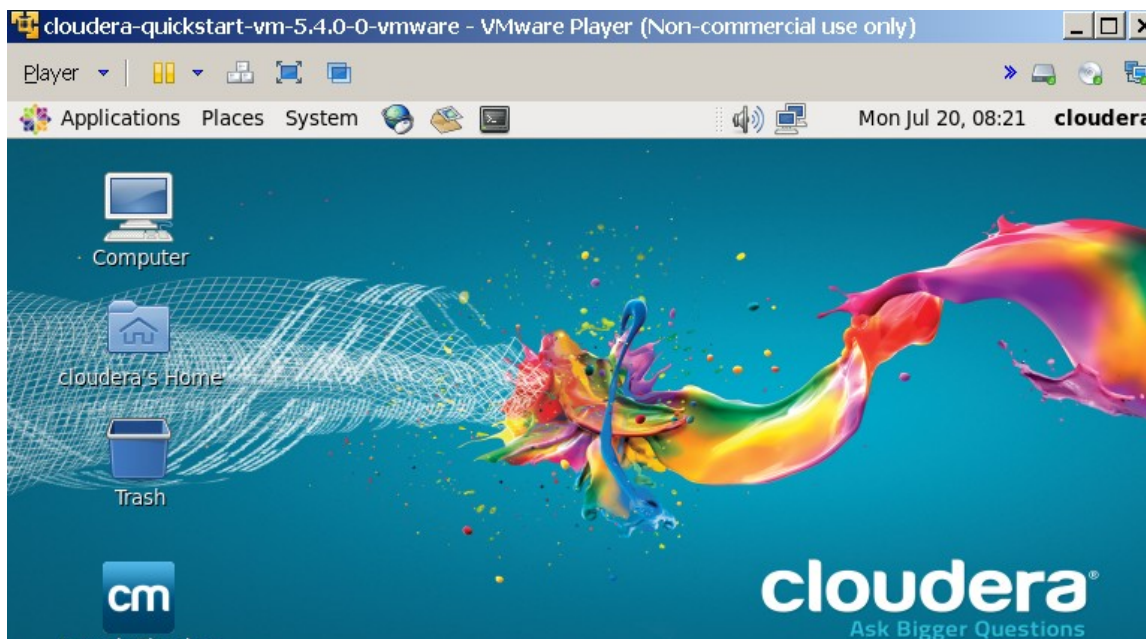 cloudera-quickstart-vm-5.4.0-0-vmware - VMware Player (Non-commercial use only)
Player
Applications Places System Mon Jul 20, 08:21 cloudera
Computer
cloudera's Home
Trash
cm
cloudera®
Ask Bigger Questions